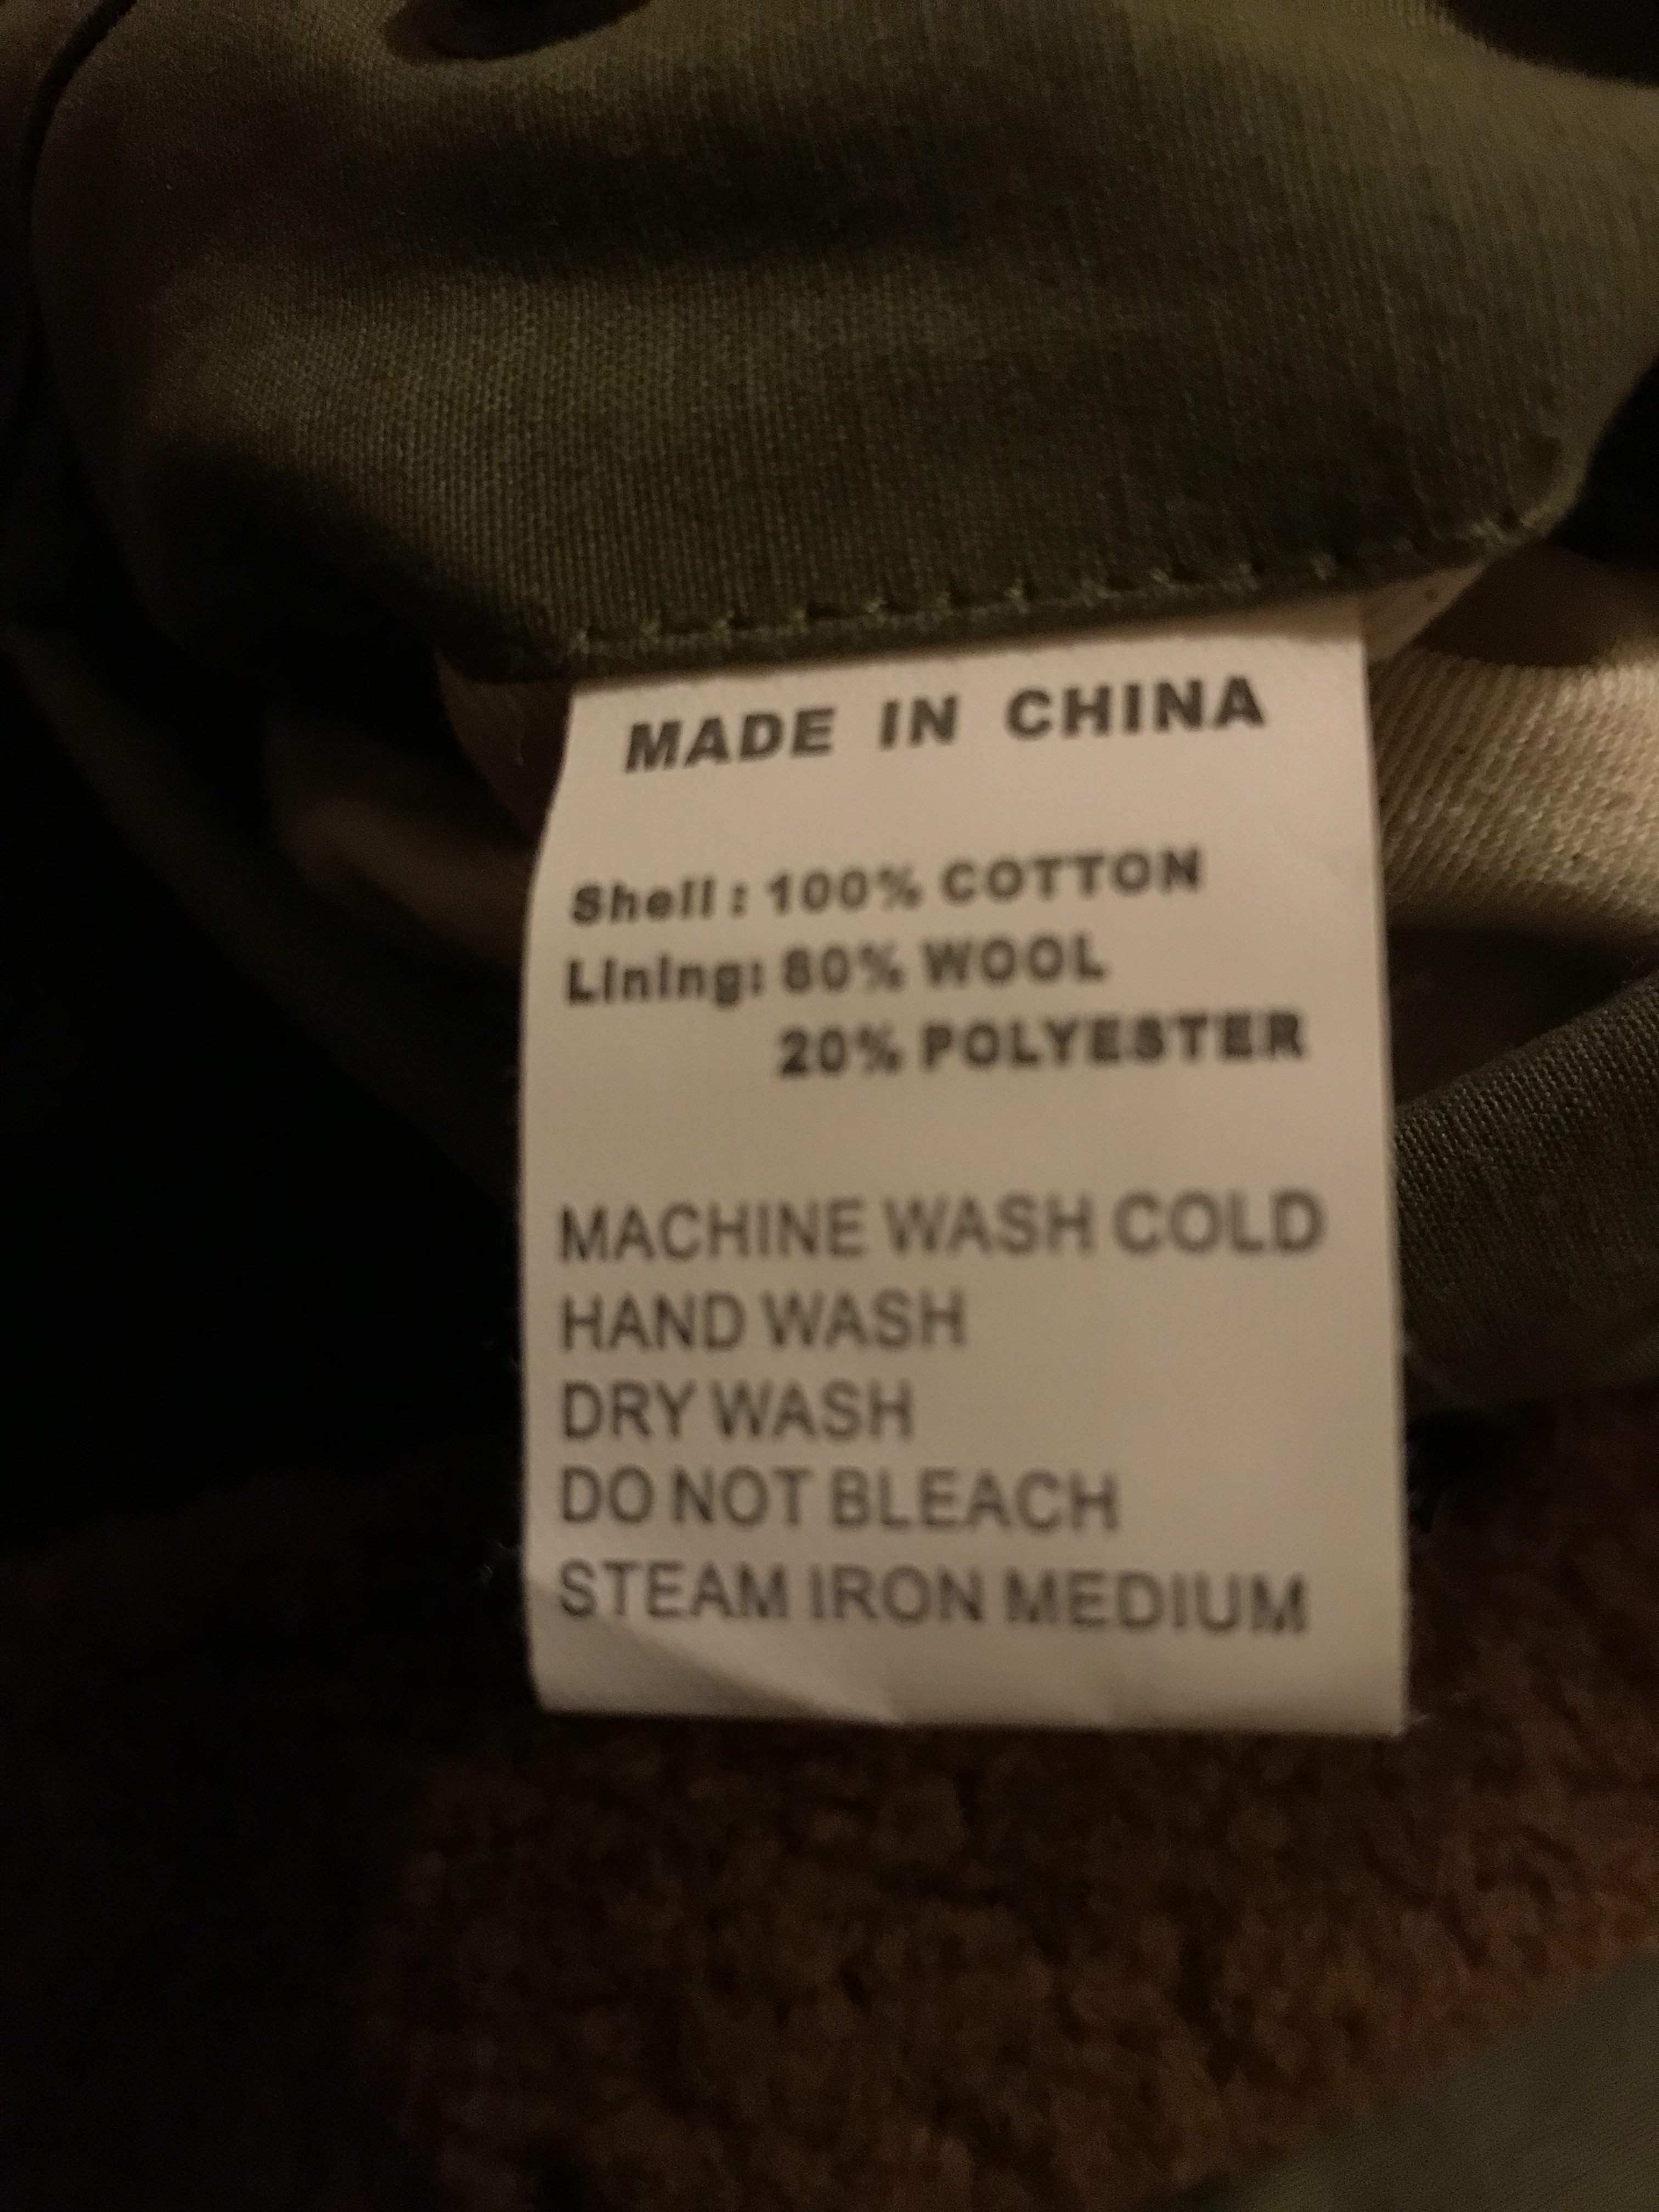 MADE IN CHINA
Shell : 100% COTTON
Lining: 80% WOOL
20% POLYESTER
MACHINE WASH COLD
HAND WASH
DRY WASH
DO NOT BLEACH
STEAM IRON MEDIUM